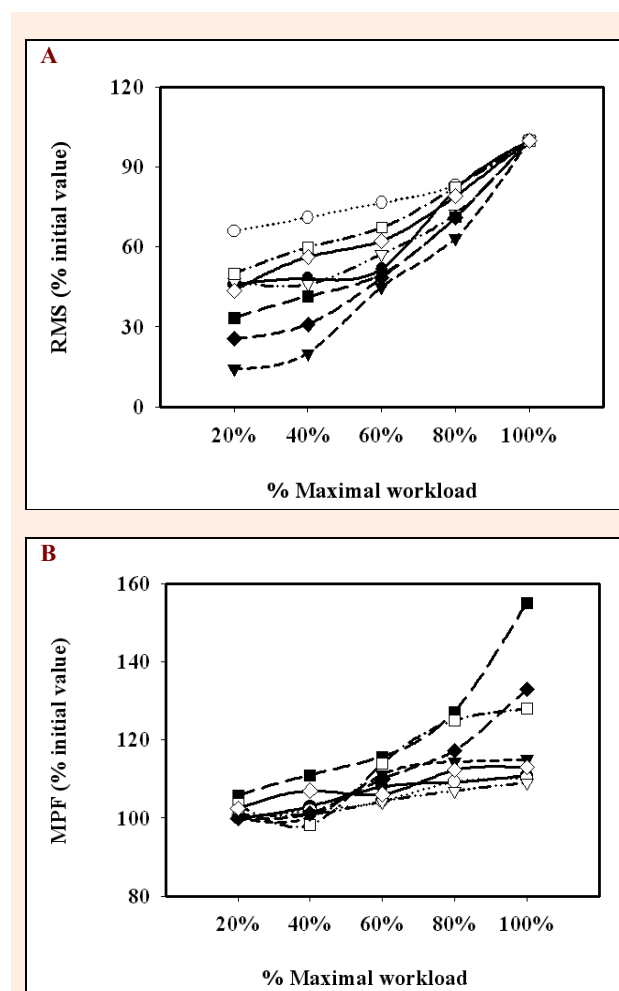 A
120
90
60
30
0
RMS (% initial value)
20% 40% 60% 80% 100%
% Maximal workload
B
160
140
120
100
80
MPF (% initial value)
20% 40% 60% 80% 100%
% Maximal workload